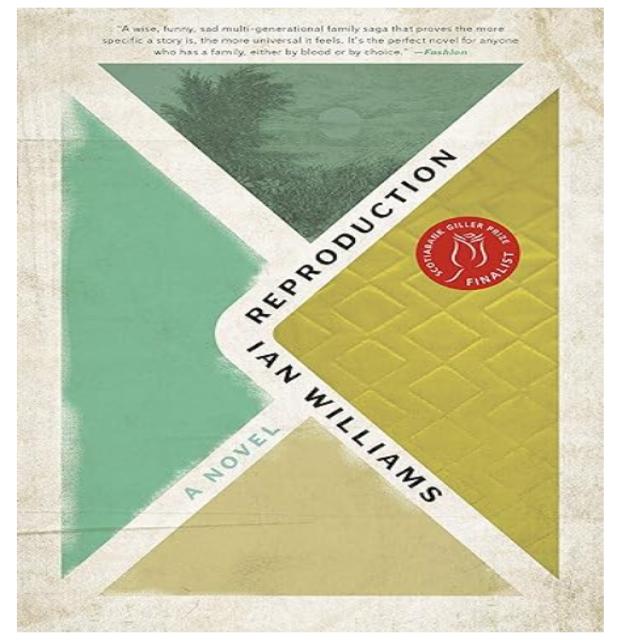 "A wise, funny, sad multi-generational family saga that proves the more
specific a story is, the more universal it feels. It's the perfect novel for anyone
who has a family, either by blood or by choice." —Fashion
REPRODUCTION
IAN WILLIAMS
A NOVEL
SCOTIABANK GILLER PRIZE
FINALIST